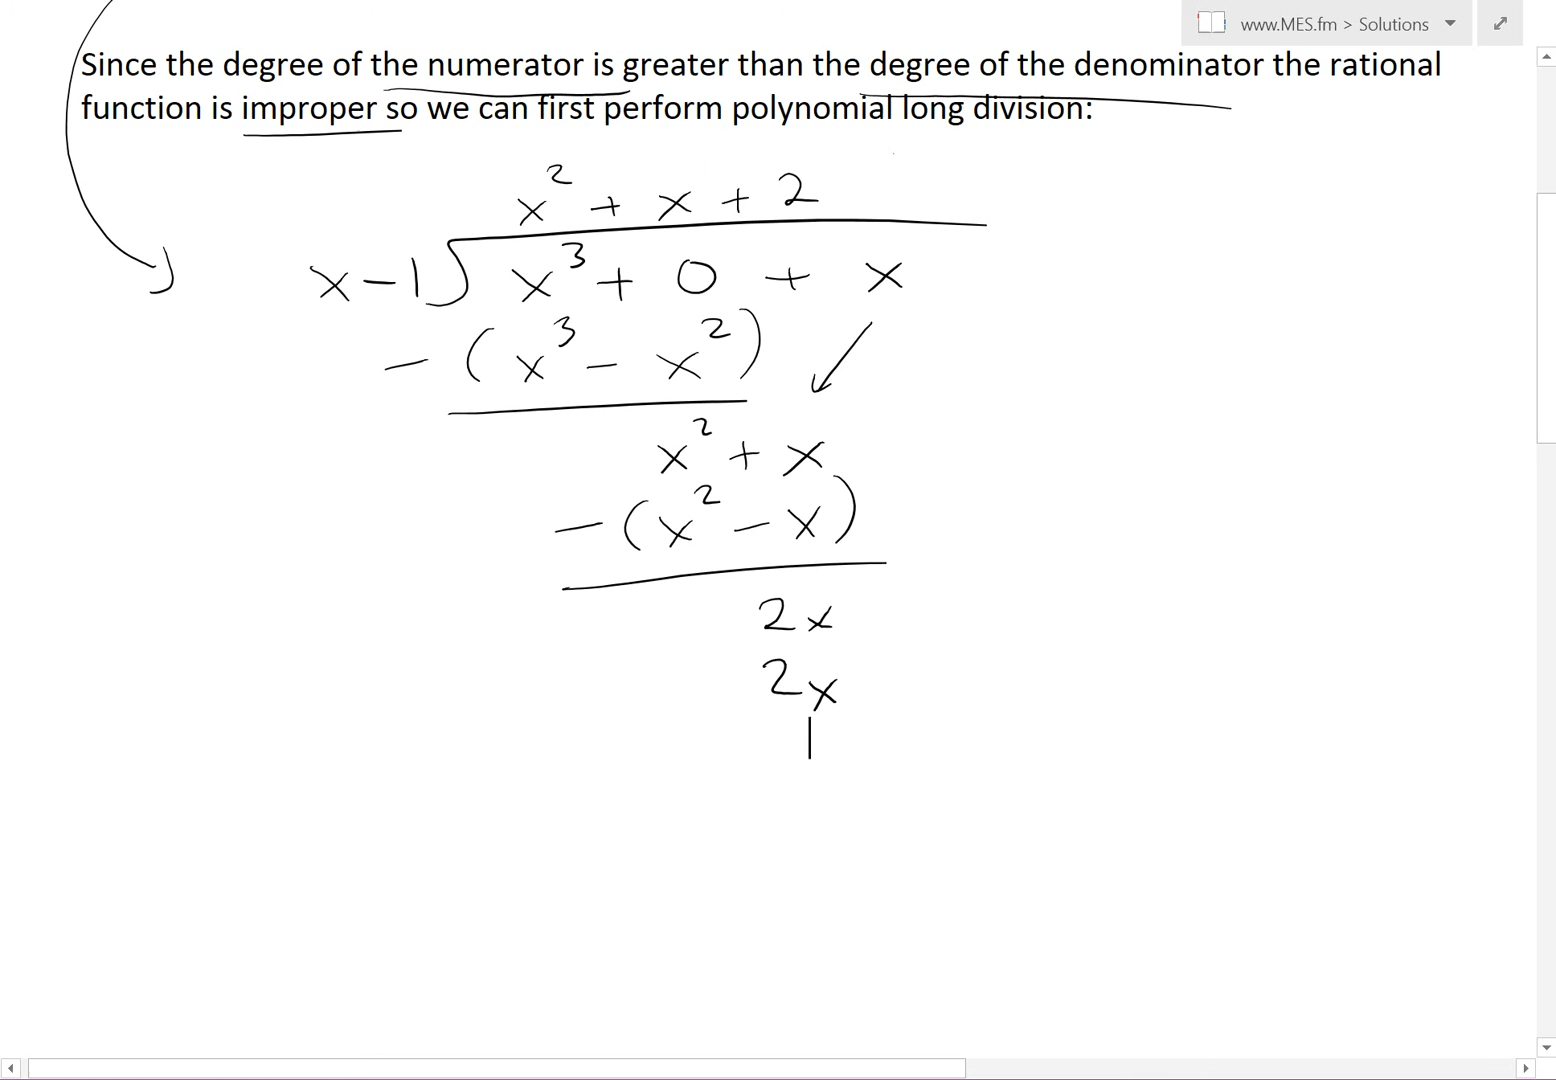 www.MES.fm > Solutions
Since the degree of the numerator is greater than the degree of the denominator the rational
function is improper so we can first perform polynomial long division:
x² + x + 2
x - 1 ) x³ + 0 + x
- (x³ - x²)
x² + x
- (x² - x)
2x
2x
|